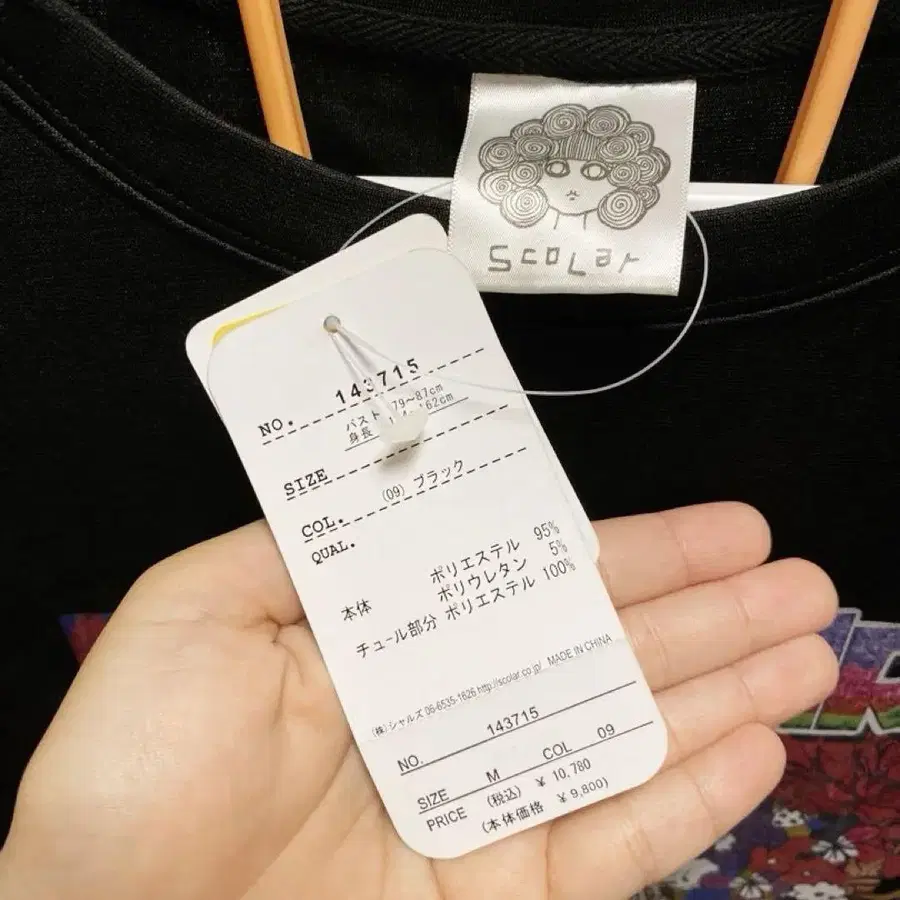 Scolar
NO. 143715
バスト 79~87cm
身長 162cm
SIZE
COL. (09) ブラック
QUAL.
本体 ポリエステル 95%
ポリウレタン 5%
チュール部分 ポリエステル 100%
(株)シャルズ 06-6535-1626 http://scolar.co.jp/ MADE IN CHINA
NO. 143715
SIZE M COL 09
PRICE (税込) ¥ 10,780
(本体価格 ¥ 9,800)